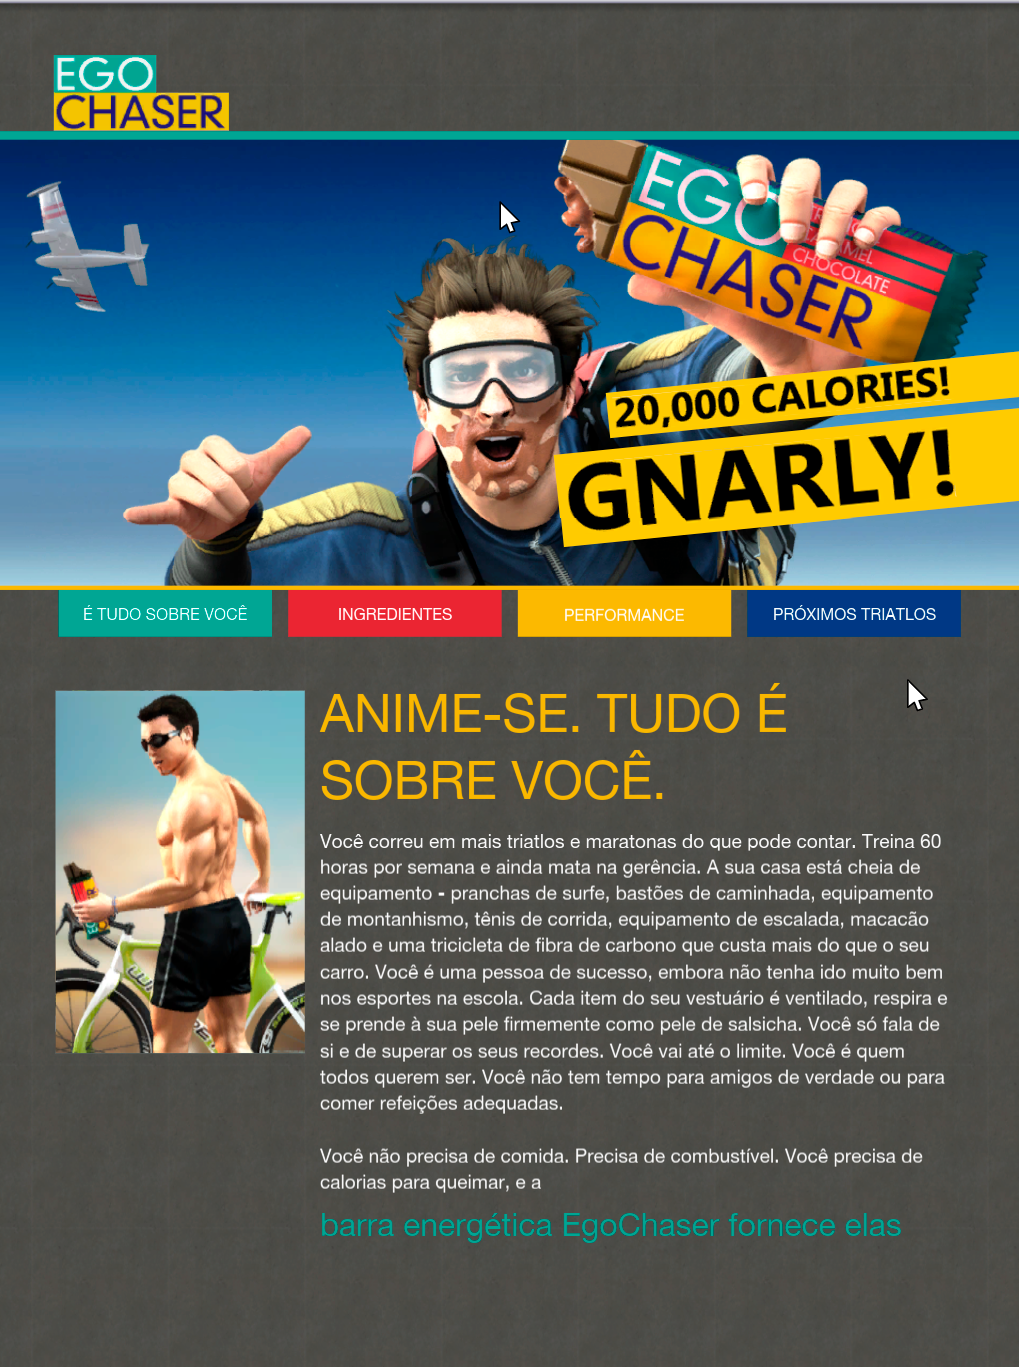 EGO
CHASER
EGO
CHASER
CARAMEL
CHOCOLATE
20,000 CALORIES!
GNARLY!
É TUDO SOBRE VOCÊ
INGREDIENTES
PERFORMANCE
PRÓXIMOS TRIATLOS
ANIME-SE. TUDO É
SOBRE VOCÊ.
Você correu em mais triatlos e maratonas do que pode contar. Treina 60
horas por semana e ainda mata na gerência. A sua casa está cheia de
equipamento - pranchas de surfe, bastões de caminhada, equipamento
de montanhismo, tênis de corrida, equipamento de escalada, macacão
alado e uma tricicleta de fibra de carbono que custa mais do que o seu
carro. Você é uma pessoa de sucesso, embora não tenha ido muito bem
nos esportes na escola. Cada item do seu vestuário é ventilado, respira e
se prende à sua pele firmemente como pele de salsicha. Você só fala de
si e de superar os seus recordes. Você vai até o limite. Você é quem
todos querem ser. Você não tem tempo para amigos de verdade ou para
comer refeições adequadas.
Você não precisa de comida. Precisa de combustível. Você precisa de
calorias para queimar, e a
barra energética EgoChaser fornece elas